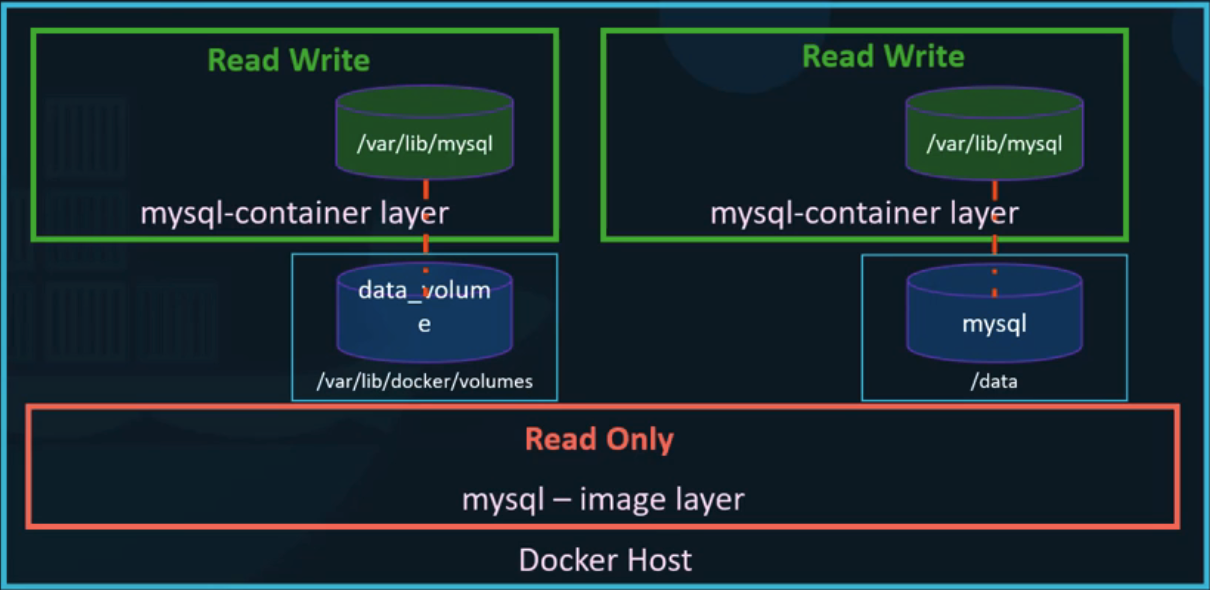 Read Write
/var/lib/mysql
mysql-container layer
data_volum
e
/var/lib/docker/volumes
Read Write
/var/lib/mysql
mysql-container layer
mysql
/data
Read Only
mysql – image layer
Docker Host